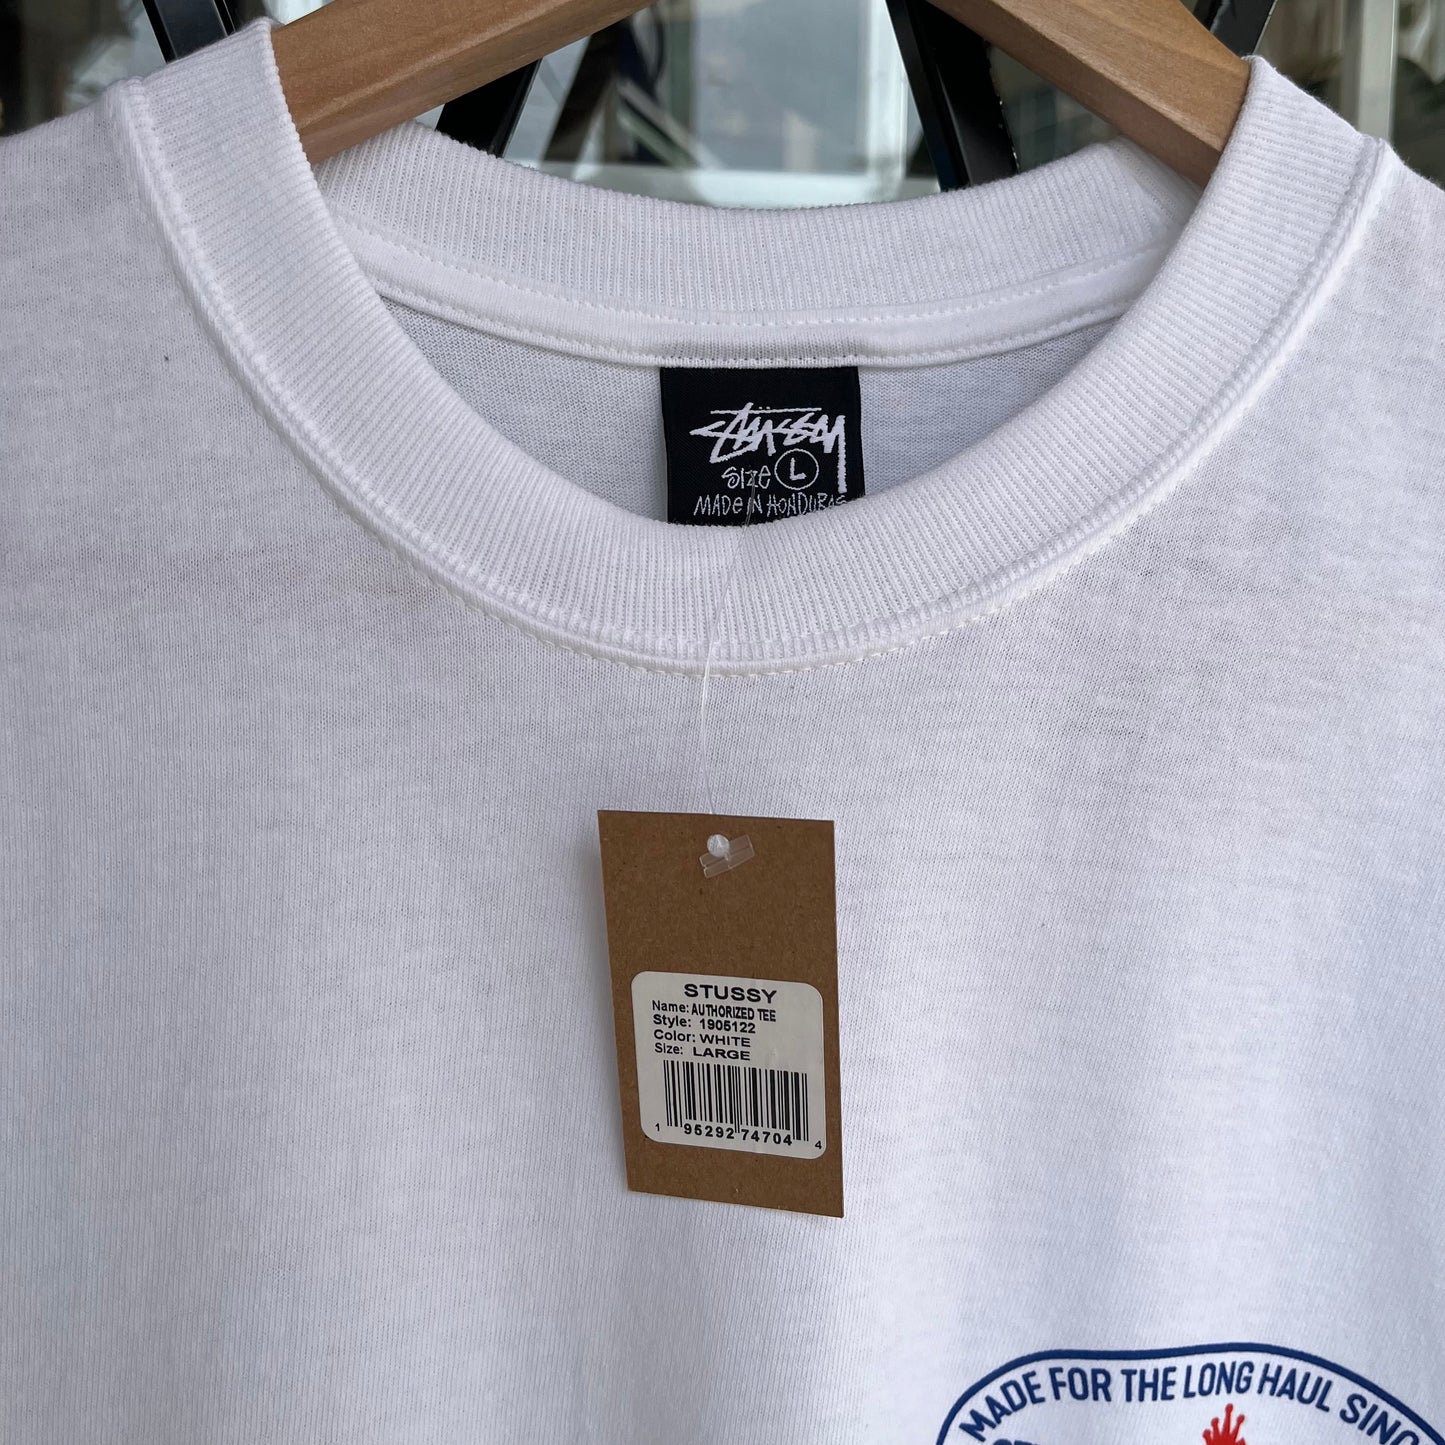 STÜSSY
SIZE L
MADE IN HONDURAS
STUSSY
Name: AUTHORIZED TEE
Style: 1905122
Color: WHITE
Size: LARGE
1 95292 74704 4
MADE FOR THE LONG HAUL SINC